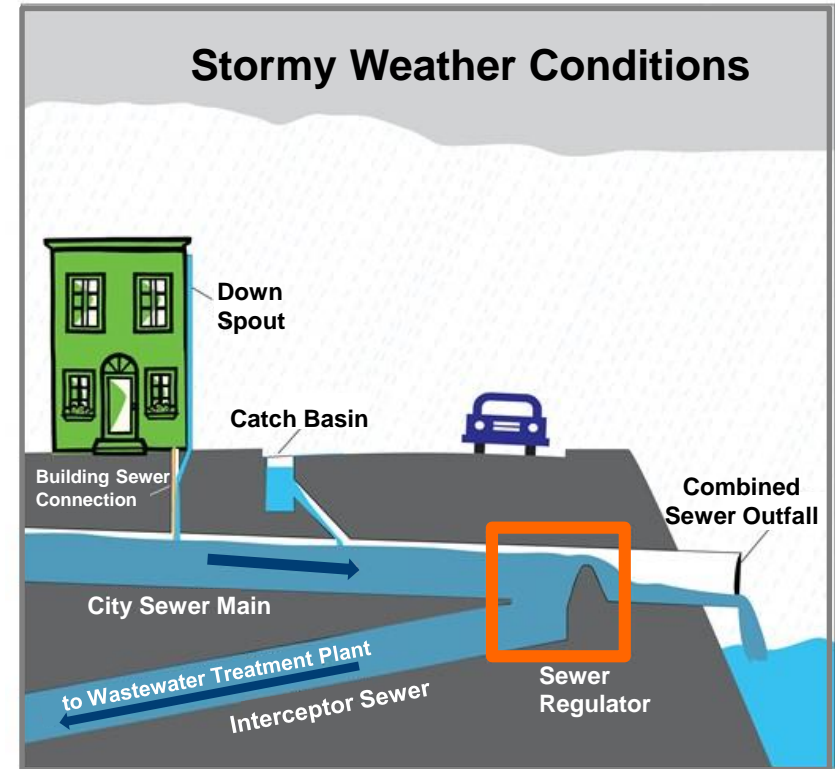 Stormy Weather Conditions
Down
Spout
Catch Basin
Building Sewer
Connection
Combined
Sewer Outfall
City Sewer Main
to Wastewater Treatment Plant
Interceptor Sewer
Sewer
Regulator